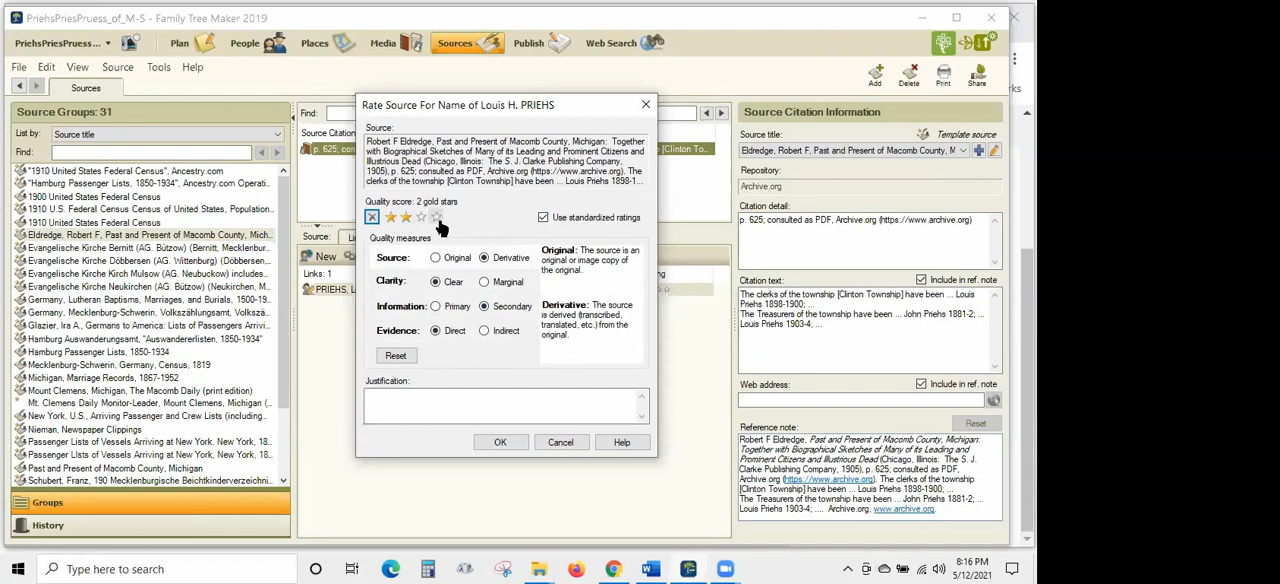 PriehsPriesPruess_of_M-S - Family Tree Maker 2019
PriehsPriesPruess... Plan People Places Media Sources Publish Web Search
File Edit View Source Tools Help
Sources
Add Delete Print Share
Source Groups: 31
List by: Source title
Find:
"1910 United States Federal Census", Ancestry.com
"Hamburg Passenger Lists, 1850-1934". Ancestry.com Operati...
1900 United States Federal Census
1910 U.S. Federal Census Federal Census of United St...
1910 United States Federal Census
Eldredge, Robert F, Past and Present of Macomb County, Mich...
Evangelische Kirche Bernitt (AG. Bützow) (Bernitt, Mecklenbur...
Evangelische Kirche Döbbersen (AG. Wittenburg) (Döbbersen, ...
Evangelische Kirch Mulsow (AG. Neubuckow) (includes...
Evangelische Kirche Neukirchen (AG. Bützow) (Neukirchen, M...
Germany, Lutheran Baptisms, Marriages, and Burials, 1500-19...
Germany, Mecklenburg-Schwerin, Volkszählungsamt, Volkszä...
Glazier, Ira A., Germans to America: Lists of Passengers Arrivi...
Hamburg Auswanderungsamt, "Auswandererlisten, 1850-1934"
Hamburg Passenger Lists, 1850-1934
Mecklenburg-Schwerin, Germany, Census, 1819
Michigan, Marriage Records, 1867-1952
Mount Clemens, Michigan, The Macomb Daily (print edition)
Mt. Clemens Daily Monitor-Leader, Mount Clemens, Michigan
New York, U.S., Arriving Passenger and Crew Lists (including...
Nieman, Newspaper Clippings
Passenger Lists of Vessels Arriving at New York, New York, 18...
Passenger Lists of Vessels Arriving at New York, New York, 18...
Past and Present of Macomb County, Michigan
Schubert, Franz, 190 Mecklenburgische Beichtkinderverzeichni...
Groups
History
Find:
Source Citation
p. 625; con
[Clinton To...
Source:
New
Links: 1
PRIEHS, L
Rate Source For Name of Louis H. PRIEHS
Source:
Robert F Eldredge, Past and Present of Macomb County, Michigan: Together
with Biographical Sketches of Many of its Leading and Prominent Citizens and
Illustrious Dead (Chicago, Illinois: The S. J. Clarke Publishing Company,
1905), p. 625; consulted as PDF, Archive.org (https://www.archive.org). The
clerks of the township [Clinton Township] have been ... Louis Priehs 1898-1...
Quality score: 2 gold stars
Use standardized ratings
Quality measures
Source: Original Derivative
Clarity: Clear Marginal
Information: Primary Secondary
Evidence: Direct Indirect
Original: The source is an
original or image copy of
the original.
Derivative: The source
is derived (transcribed,
translated, etc.) from the
original.
Reset
Justification:
OK Cancel Help
Source Citation Information
Source title: Template source
Eldredge, Robert F, Past and Present of Macomb County, M
Repository:
Archive.org
Citation detail:
p. 625; consulted as PDF, Archive.org (https://www.archive.org)
Citation text: Include in ref. note
The clerks of the township [Clinton Township] have been ... Louis
Priehs 1898-1900; ...
The Treasurers of the township have been ... John Priehs 1881-2; ...
Louis Priehs 1903-4; ...
Web address: Include in ref. note
Reference note: Reset
Robert F Eldredge, Past and Present of Macomb County, Michigan:
Together with Biographical Sketches of Many of its Leading and
Prominent Citizens and Illustrious Dead (Chicago, Illinois: The S. J.
Clarke Publishing Company, 1905), p. 625; consulted as PDF,
Archive.org (https://www.archive.org). The clerks of the township
[Clinton Township] have been ... Louis Priehs 1898-1900; ...
The Treasurers of the township have been ... John Priehs 1881-2; ...
Louis Priehs 1903-4; .... Archive.org, www.archive.org.
Type here to search
8:16 PM
5/12/2021